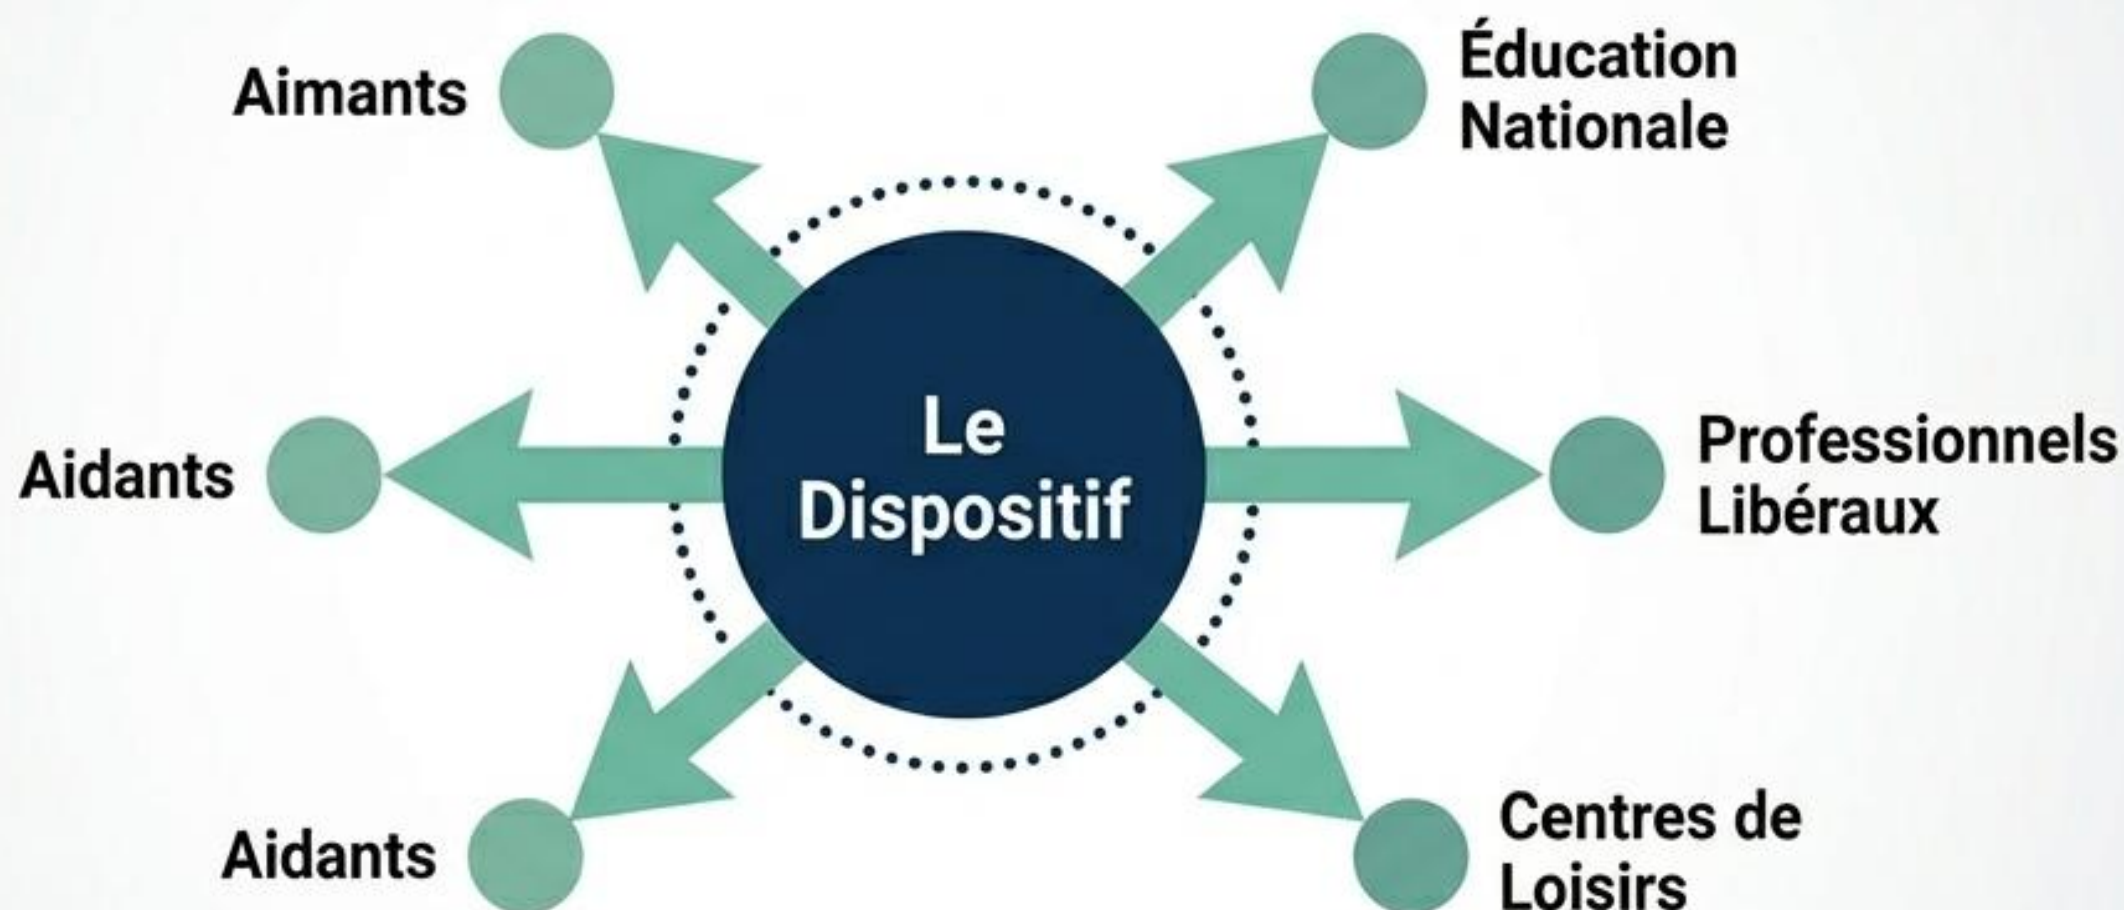 Aimants
Éducation
Nationale
Aidants
Le
Dispositif
Professionnels
Libéraux
Aidants
Centres de
Loisirs